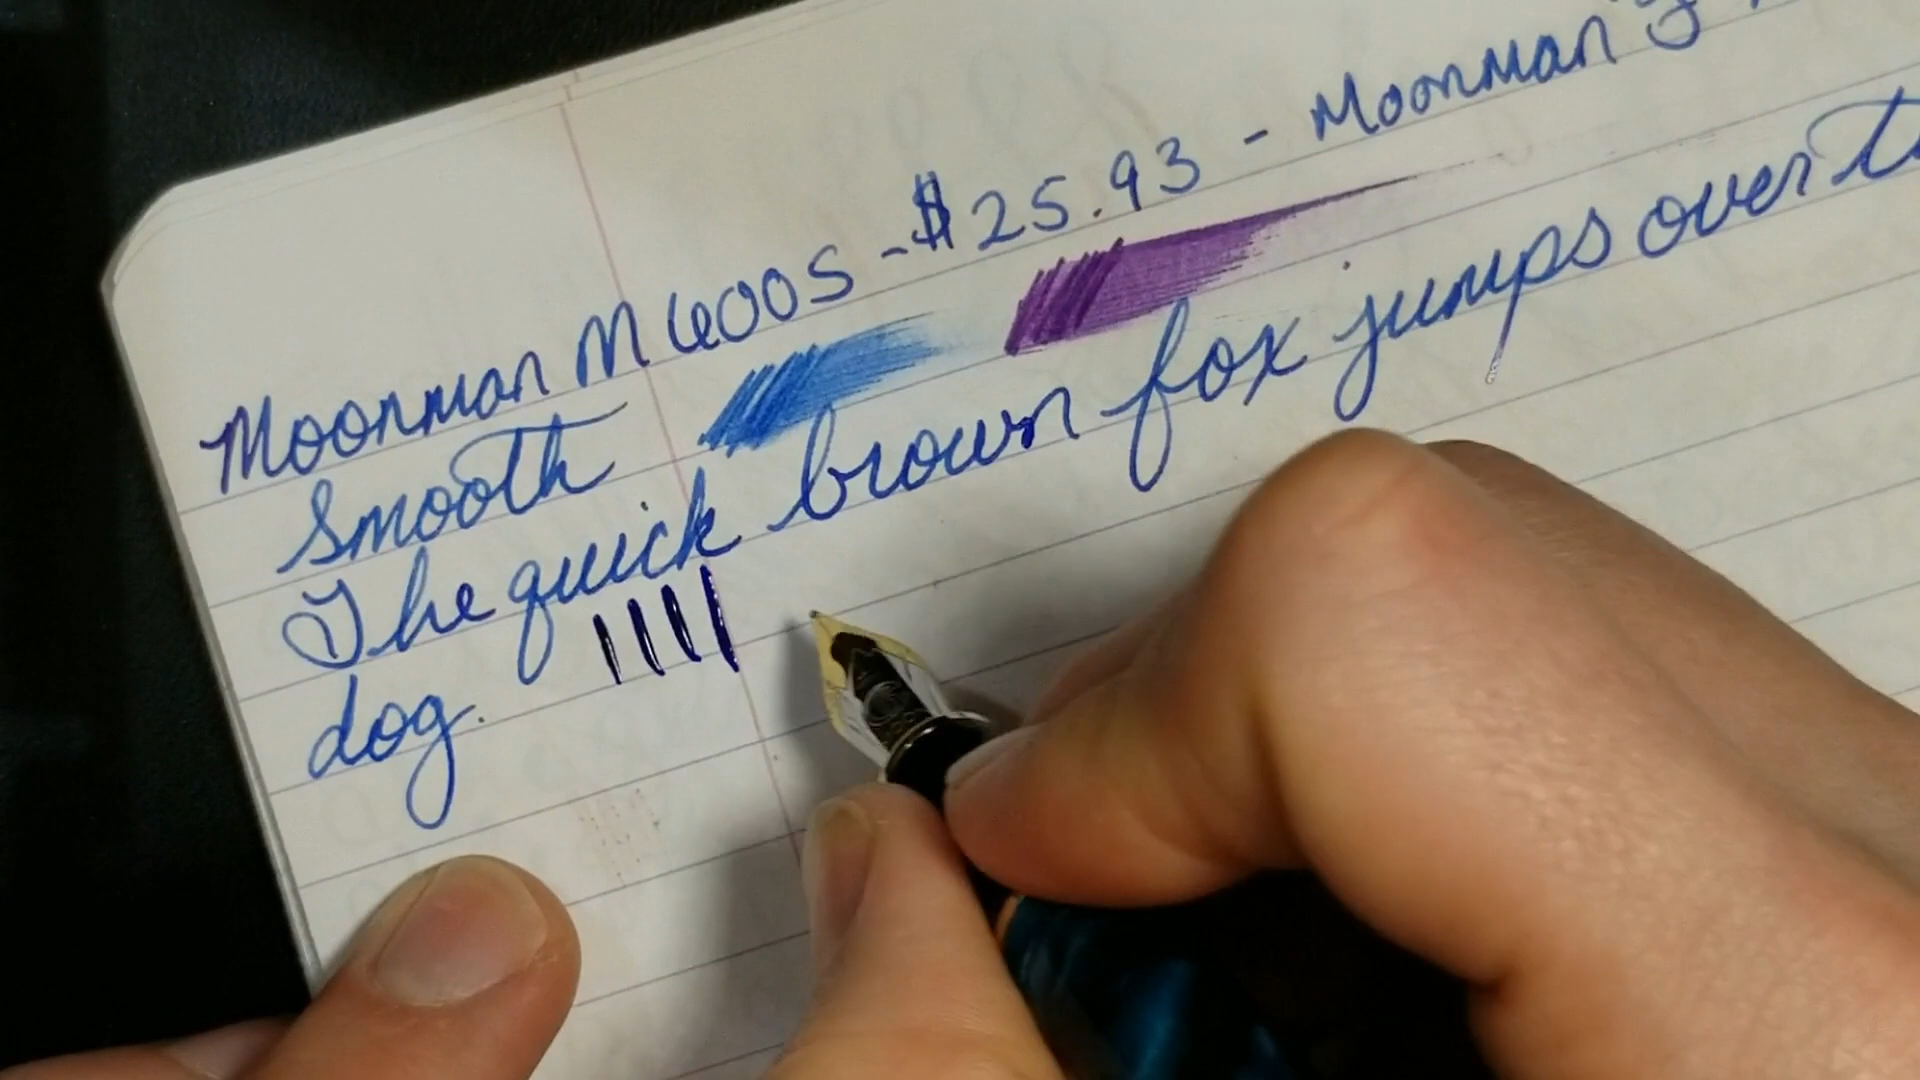 Moonman M600S - $25.93 - Moonman F
Smooth
The quick brown fox jumps over
dog.